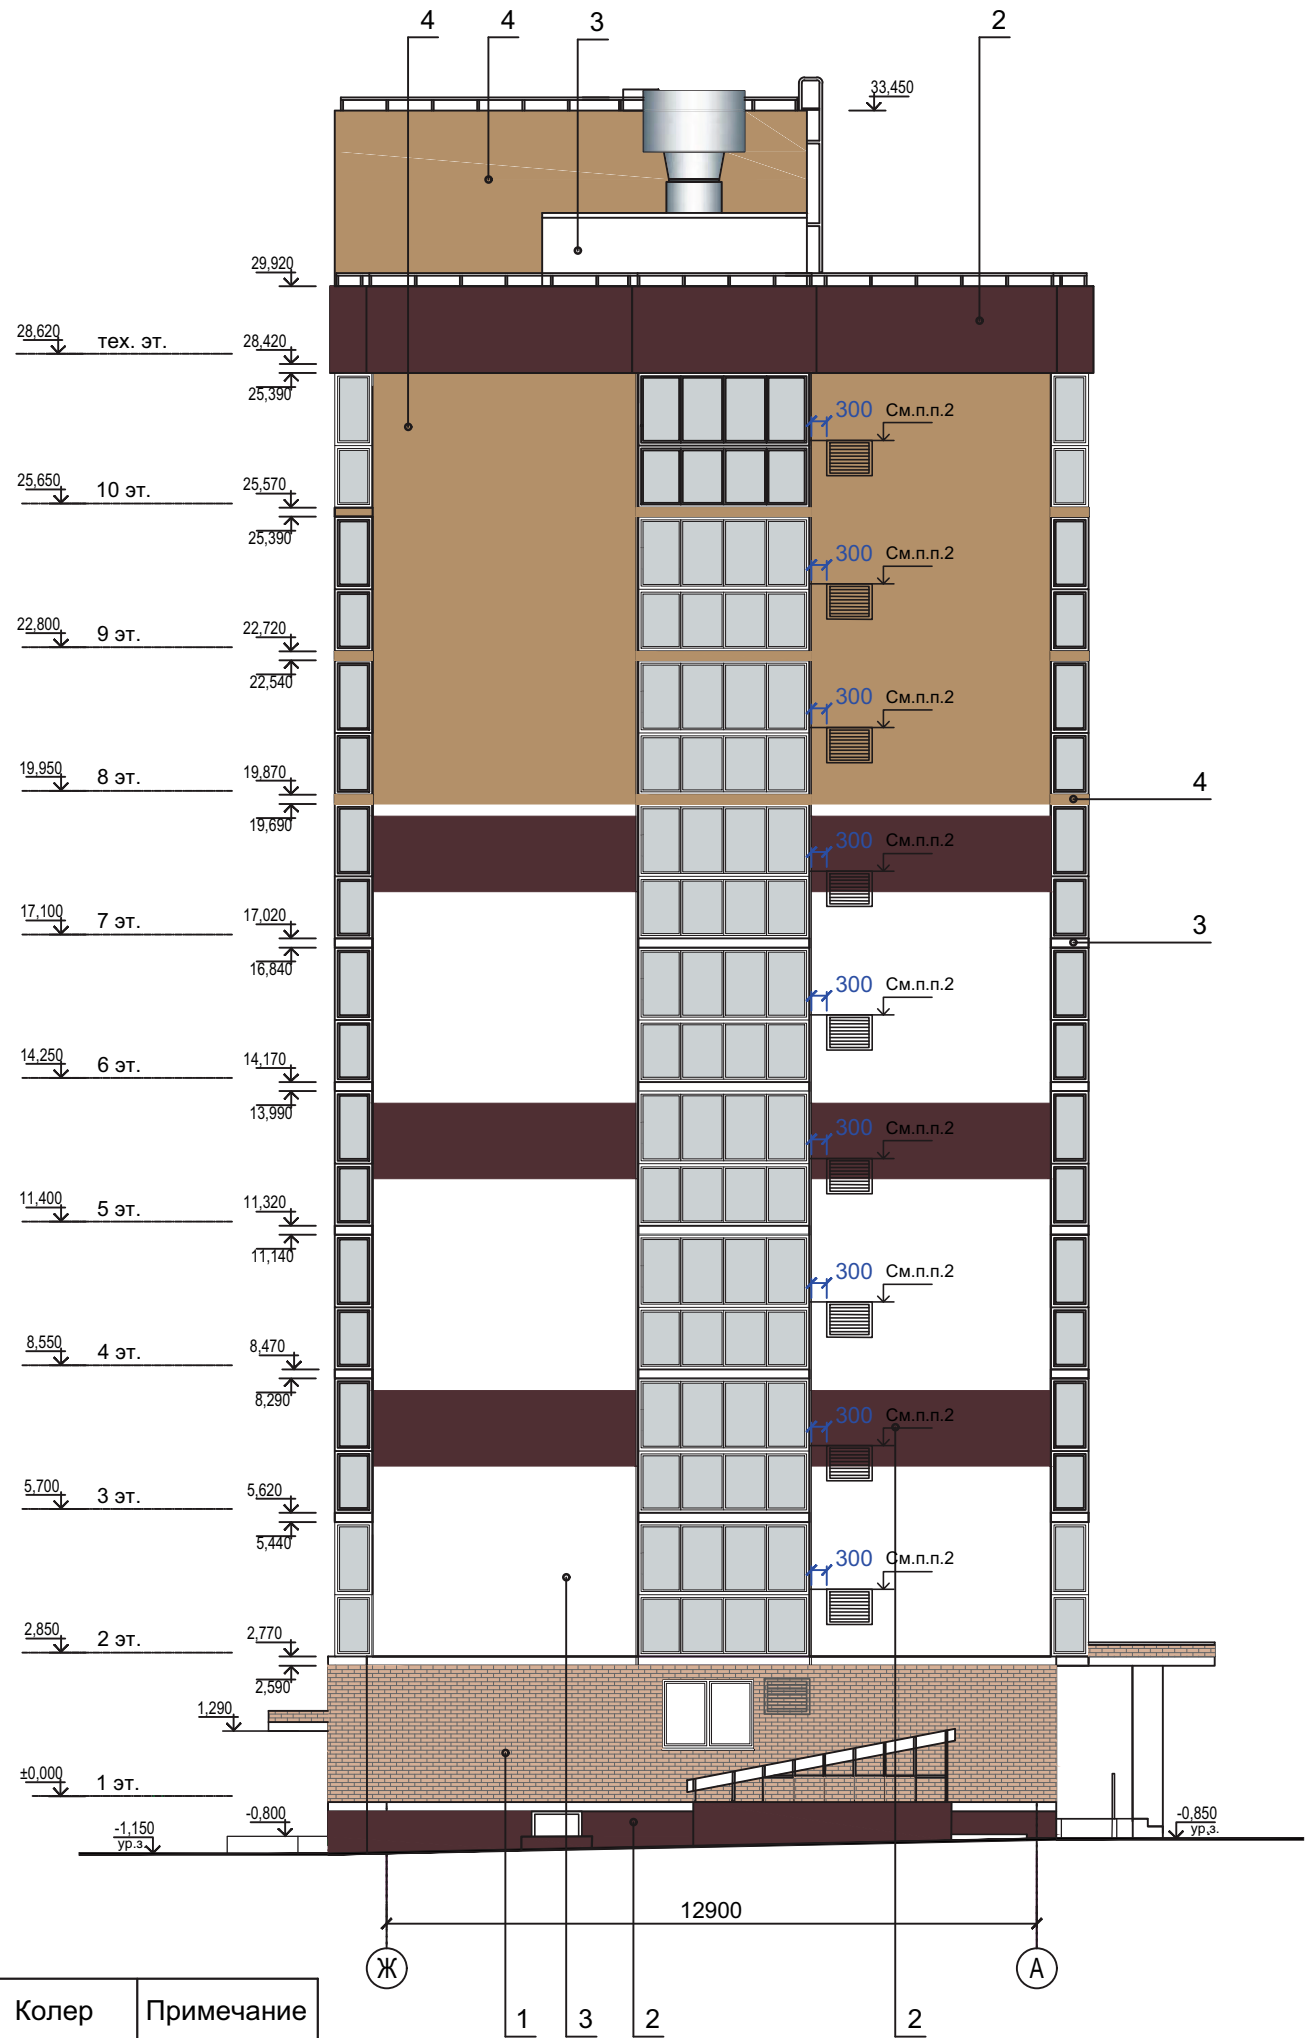 4 4 3 2
33,450
29,920
28,620 тех. эт. 28,420
25,390
300 См.п.п.2
25,650 10 эт. 25,570
25,390
300 См.п.п.2
22,800 9 эт. 22,720
22,540
300 См.п.п.2
19,950 8 эт. 19,870
4
19,690
300 См.п.п.2
17,100 7 эт. 17,020
3
16,840
300 См.п.п.2
14,250 6 эт. 14,170
13,990
300 См.п.п.2
11,400 5 эт. 11,320
11,140
300 См.п.п.2
8,550 4 эт. 8,470
8,290
300 См.п.п.2
5,700 3 эт. 5,620
5,440
300 См.п.п.2
2,850 2 эт. 2,770
2,590
1,290
±0,000 1 эт.
-0,800
-0,850
ур.з.
-1,150
ур.з.
12900
Ж А
Колер Примечание
1 3 2 2